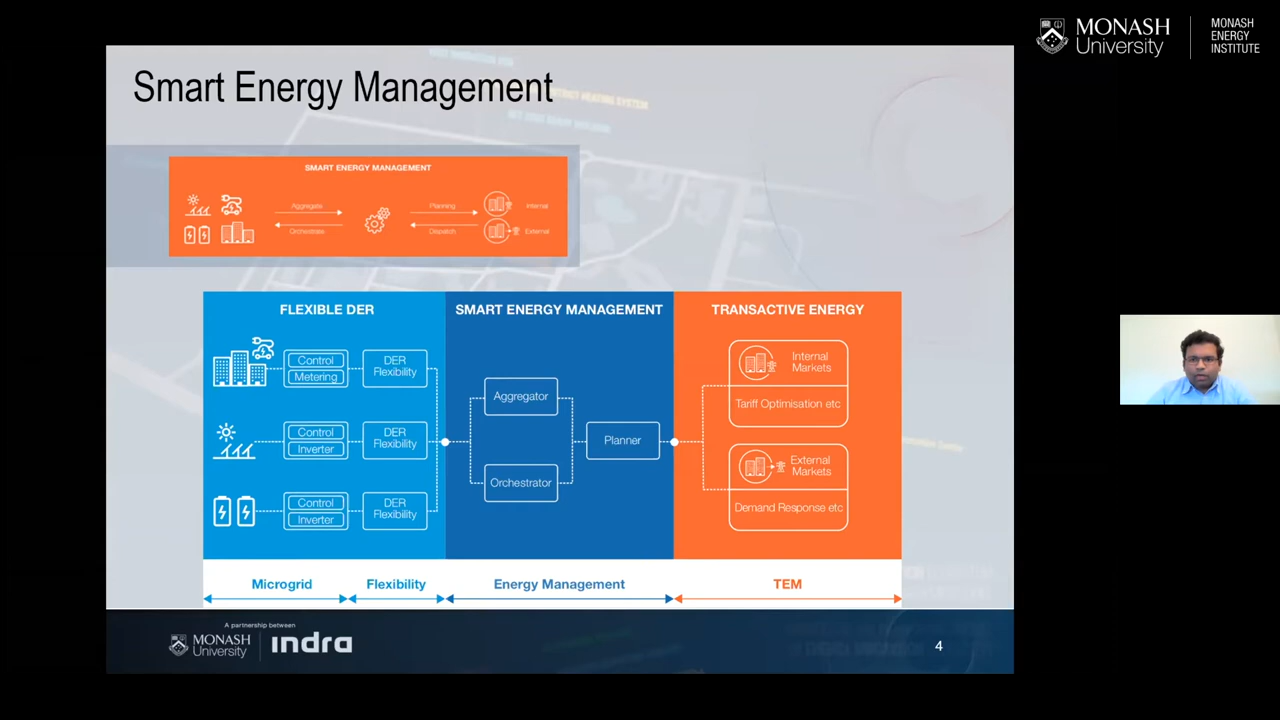 MONASH
University
MONASH
ENERGY
INSTITUTE
Smart Energy Management
SMART ENERGY MANAGEMENT
Aggregate
Planning
Internal
Orchestrate
Dispatch
External
FLEXIBLE DER
SMART ENERGY MANAGEMENT
TRANSACTIVE ENERGY
Control
Metering
DER
Flexibility
Control
Inverter
DER
Flexibility
Control
Inverter
DER
Flexibility
Aggregator
Orchestrator
Planner
Internal
Markets
Tariff Optimisation etc
External
Markets
Demand Response etc
Microgrid
Flexibility
Energy Management
TEM
A partnership between
MONASH
University
indra
4